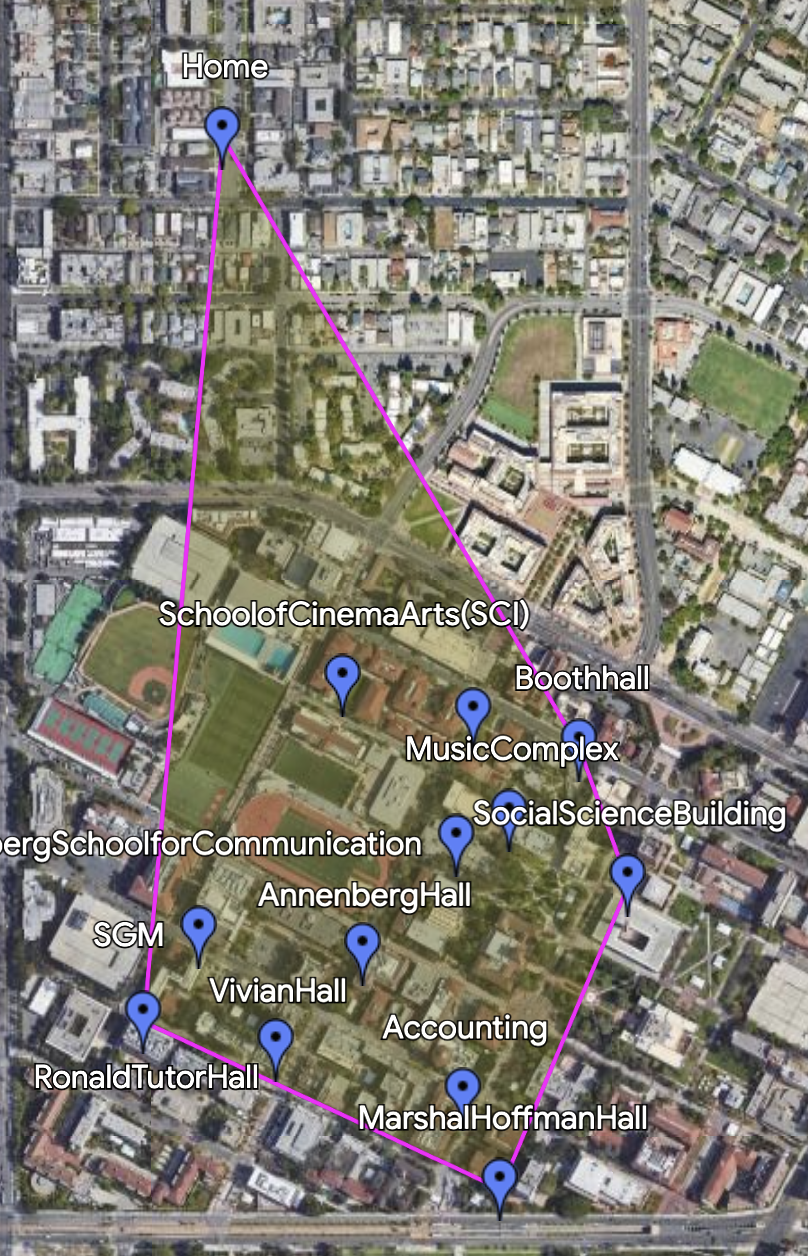 Home
SchoolofCinemaArts(SCI)
Boothhall
MusicComplex
SocialScienceBuilding
bergSchoolforCommunication
AnnenbergHall
SGM
VivianHall
Accounting
RonaldTutorHall
MarshalHoffmanHall